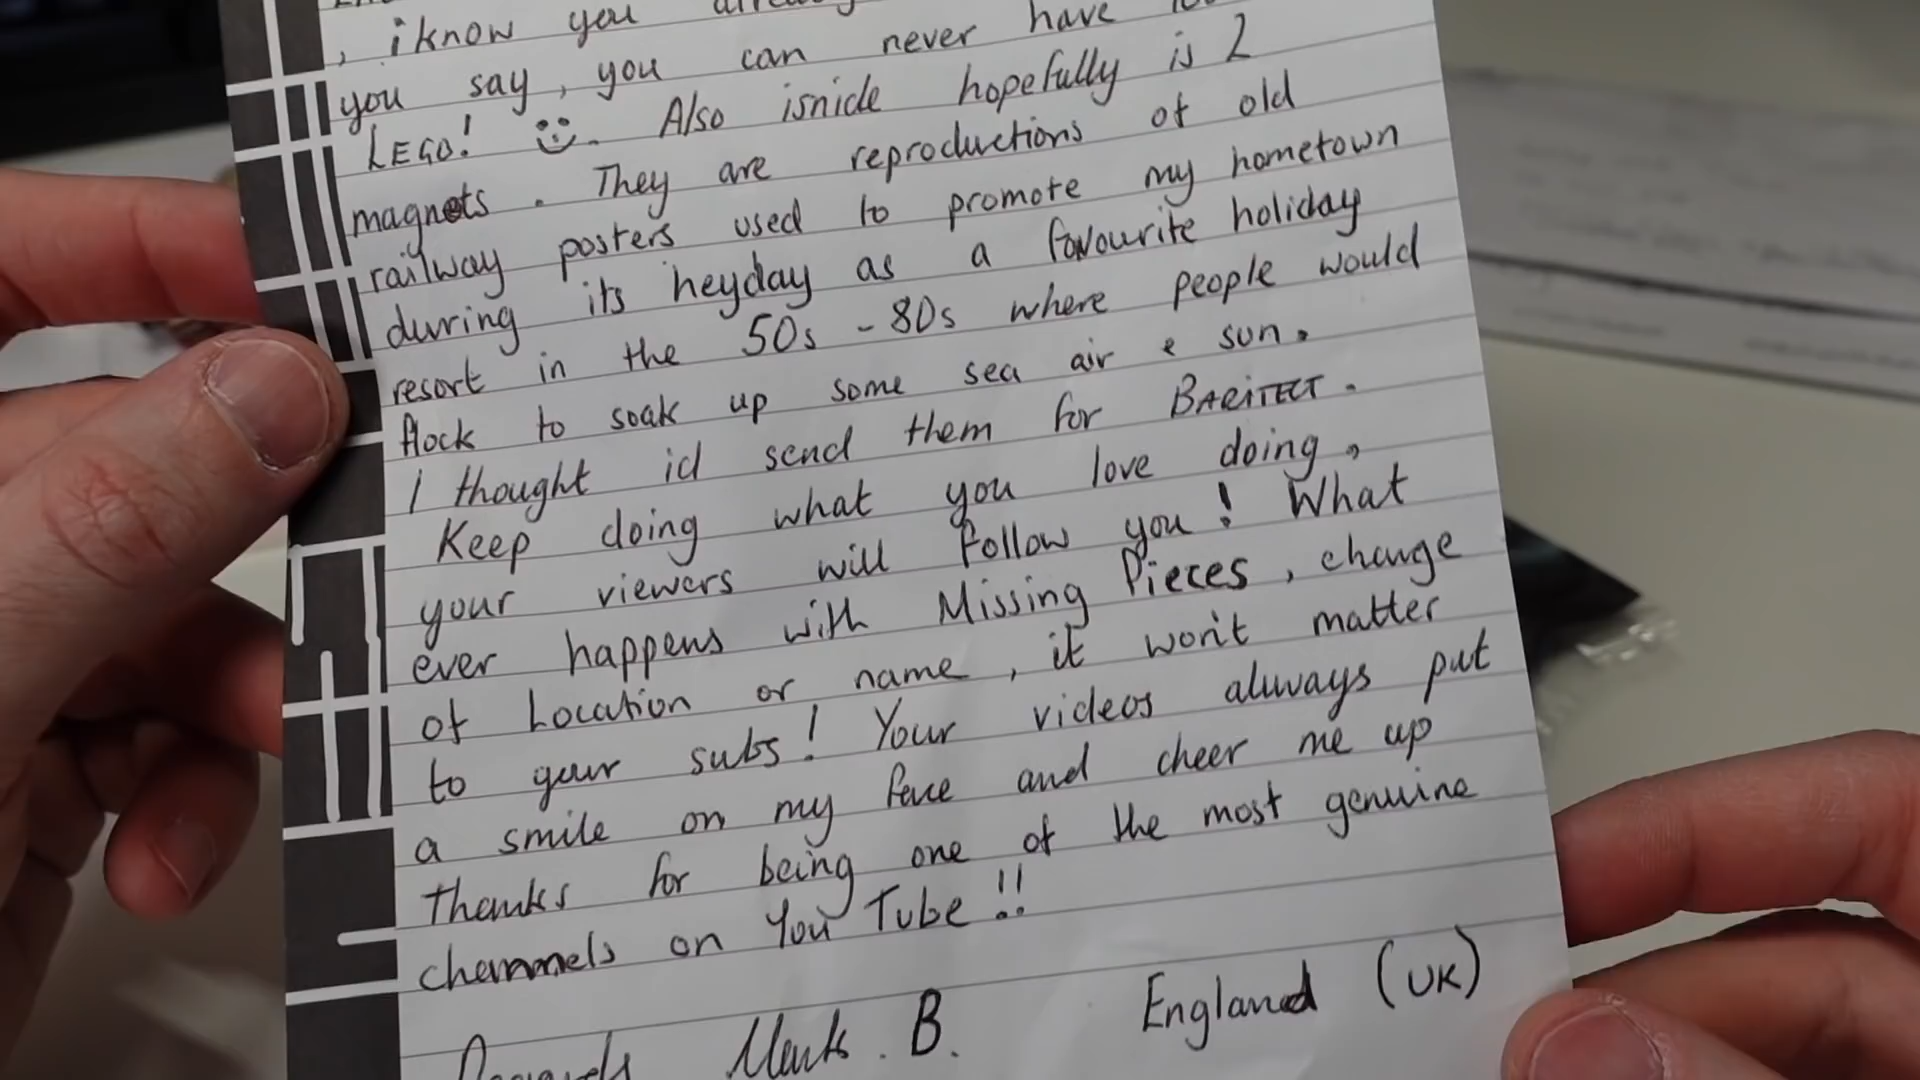 , i know you
you say, you can never have
LEGO! Also isnide hopefully is 2
magnets. They are reproductions of old
railway posters used to promote my hometown
during its heyday as a favourite holiday
resort in the 50s - 80s where people would
flock to soak up some sea air & sun.
I thought id send them for BARITECT.
Keep doing what you love doing,
your viewers will follow you! What
ever happens with Missing Pieces, change
of Location or name, it won't matter
to your subs! Your videos always put
a smile on my face and cheer me up
thanks for being one of the most genuine
channels on YouTube!!
Mark. B. England (UK)